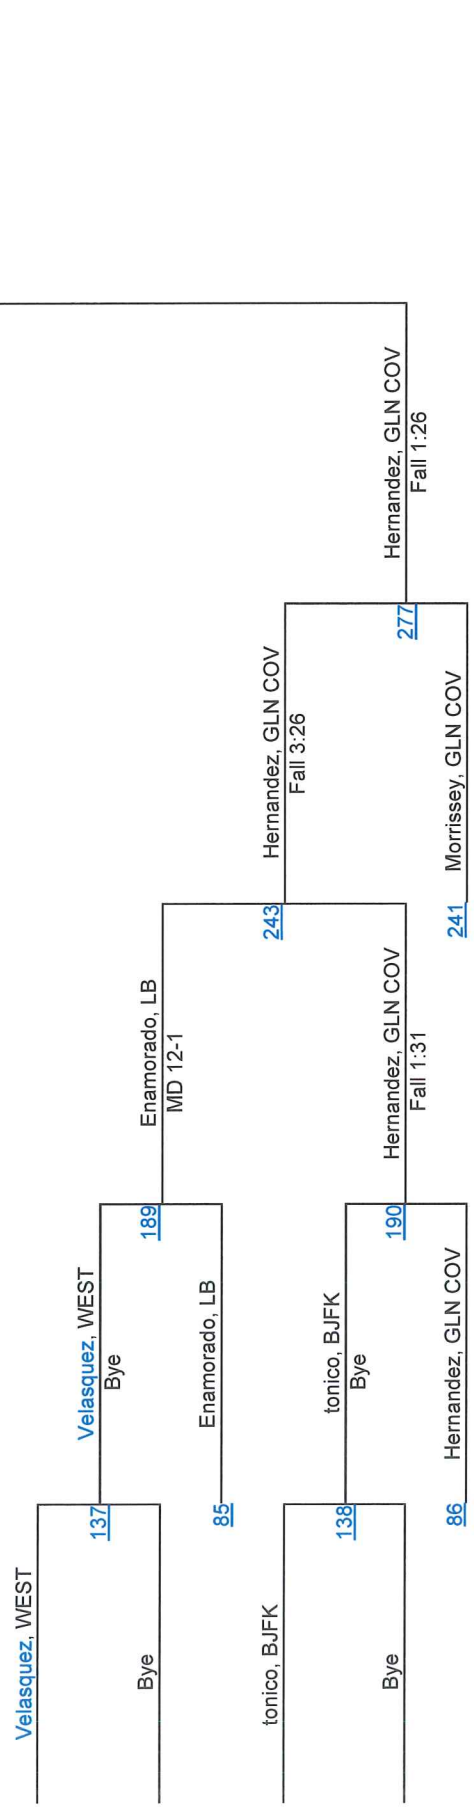 Velasquez, WEST
Bye
tonico, BJFK
Bye
137
Velasquez, WEST
Bye
85
Enamorado, LB
138
tonico, BJFK
Bye
86
Hernandez, GLN COV
189
Enamorado, LB
MD 12-1
190
Hernandez, GLN COV
Fall 1:31
243
Hernandez, GLN COV
Fall 3:26
241
Morrissey, GLN COV
277
Hernandez, GLN COV
Fall 1:26